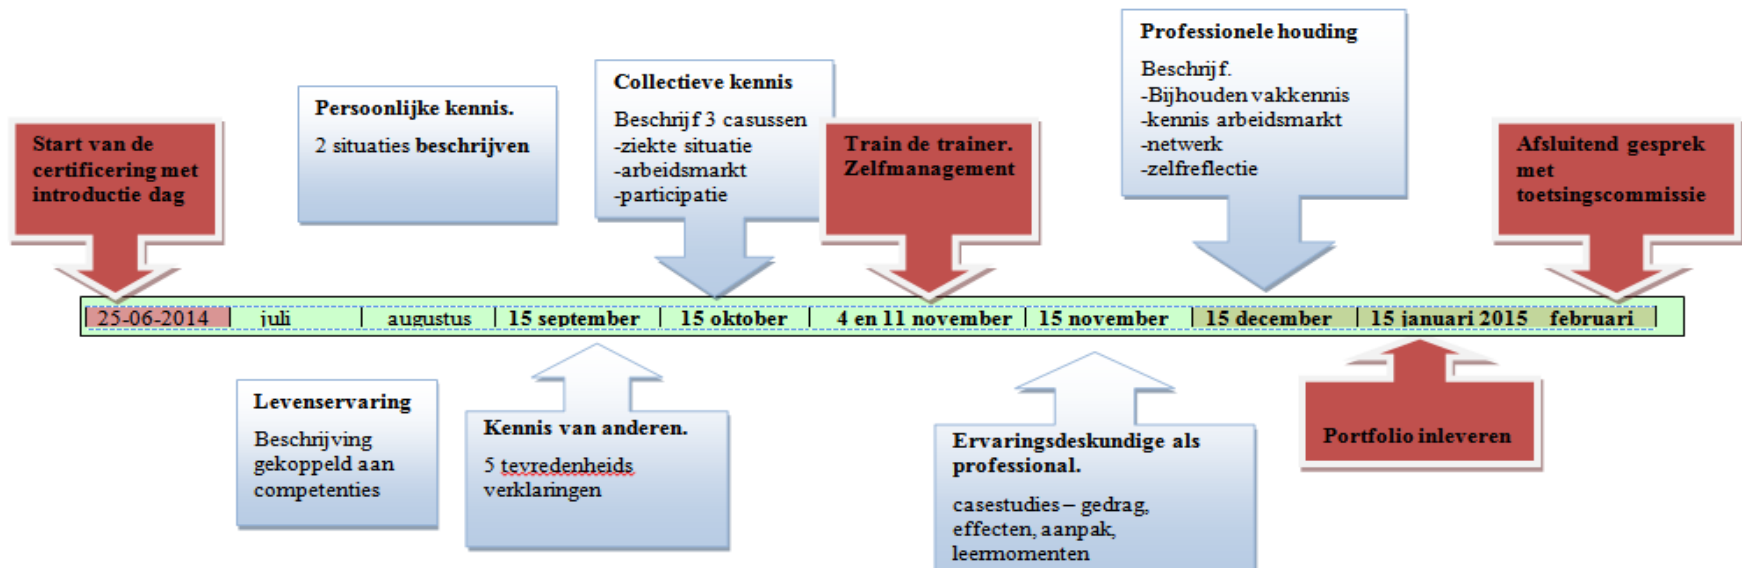 Start van de
certificering met
introductie dag
Persoonlijke kennis.
2 situaties beschrijven
Collectieve kennis
Beschrijf 3 casussen
-ziekte situatie
-arbeidsmarkt
-participatie
Train de trainer.
Zelfmanagement
Professionele houding
Beschrijf.
-Bijhouden vakkennis
-kennis arbeidsmarkt
-netwerk
-zelfreflectie
Afsluitend gesprek
met
toetsingscommissie
25-06-2014 juli augustus 15 september 15 oktober 4 en 11 november 15 november 15 december 15 januari 2015 februari
Levenservaring
Beschrijving
gekoppeld aan
competenties
Kennis van anderen.
5 tevredenheids
verklaringen
Ervaringsdeskundige als
professional.
casestudies – gedrag,
effecten, aanpak,
leermomenten
Portfolio inleveren